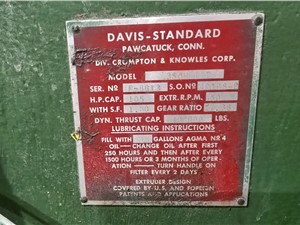 DAVIS-STANDARD
PAWCATUCK, CONN.
DIV. CROMPTON & KNOWLES CORP.
MODEL
SER. NO S.O.NO
H.P. CAP. EXTR. R.P.M.
WITH S.F. GEAR RATIO
DYN. THRUST CAP. LBS.
LUBRICATING INSTRUCTIONS
FILL WITH GALLONS AGMA NR 4
OIL—CHANGE OIL AFTER FIRST
250 HOURS AND THEN AFTER EVERY
1500 HOURS OR 3 MONTHS OF OPER-
ATION—TURN HANDLE ON
FILTER EVERY 2 DAYS
EXTRUDER DESIGN
COVERED BY U.S. AND FOREIGN
PATENTS AND APPLICATIONS